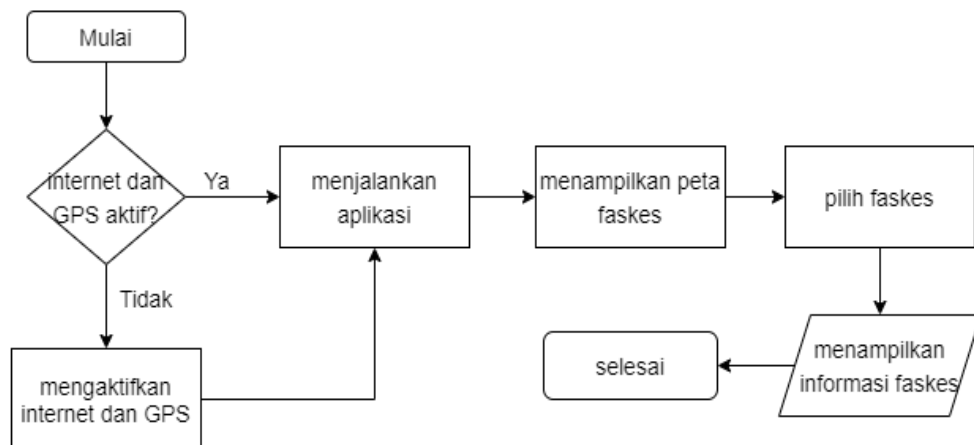 Mulai
internet dan
GPS aktif?
Ya
menjalankan
aplikasi
menampilkan peta
faskes
pilih faskes
Tidak
mengaktifkan
internet dan GPS
menampilkan
informasi faskes
selesai